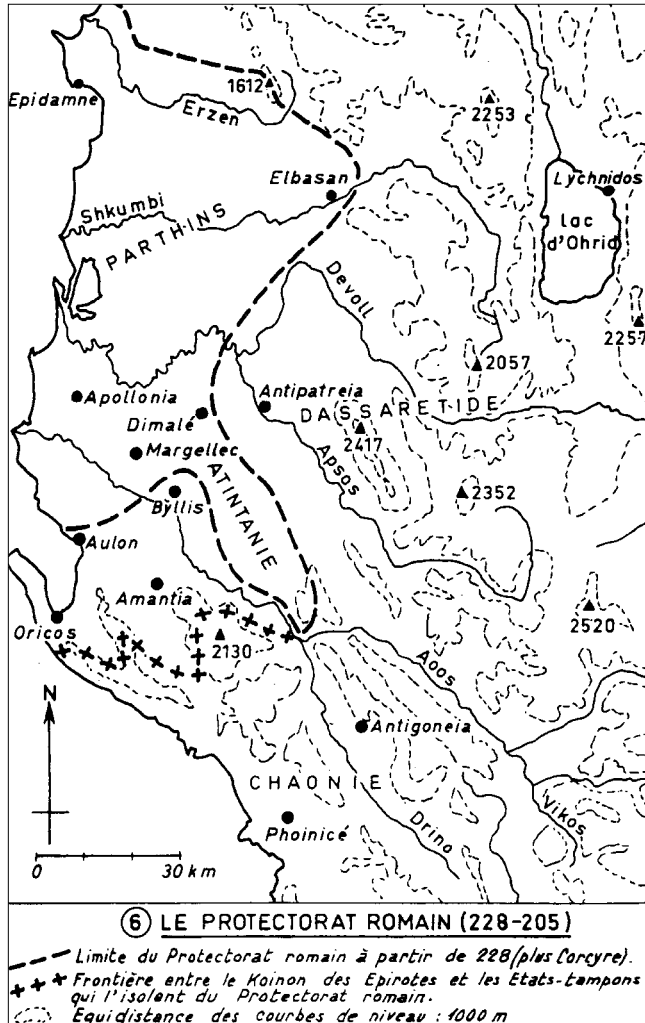 1612
Epidamne
Erzen
2253
Elbasan
Lychnidos
Shkumbi
lac
d'Ohrid
PARTHINS
Devoll
2257
2057
Apollonia
Antipatreia
Dimalé
DASSARETIDE
2417
Margellec
Apsos
ATINTANIE
Byllis
2352
Aulon
Amantia
2520
Oricos
2130
Aoos
N
Antigoneia
CHAONIE
Vikos
Phoinicé
Drino
0 30 km
6 LE PROTECTORAT ROMAIN (228-205)
Limite du Protectorat romain à partir de 228 (plus Corcyre).
Frontière entre le Koinon des Epirotes et les Etats-tampons
qui l'isolent du Protectorat romain.
Equidistance des courbes de niveau : 1000 m